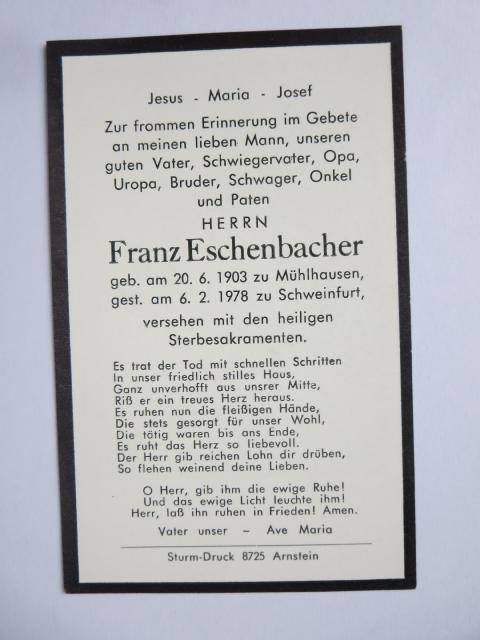 Jesus - Maria - Josef
Zur frommen Erinnerung im Gebete
an meinen lieben Mann, unseren
guten Vater, Schwiegervater, Opa,
Uropa, Bruder, Schwager, Onkel
und Paten
HERRN
Franz Eschenbacher
geb. am 20. 6. 1903 zu Mühlhausen,
gest. am 6. 2. 1978 zu Schweinfurt,
versehen mit den heiligen
Sterbesakramenten.
Es trat der Tod mit schnellen Schritten
In unser friedlich stilles Haus,
Ganz unverhofft aus unsrer Mitte,
Riß er ein treues Herz heraus.
Es ruhen nun die fleißigen Hände,
Die stets gesorgt für unser Wohl,
Die tätig waren bis ans Ende,
Es ruht das Herz so liebevoll.
Der Herr gib reichen Lohn dir drüben,
So flehen weinend deine Lieben.
O Herr, gib ihm die ewige Ruhe!
Und das ewige Licht leuchte ihm!
Herr, laß ihn ruhen in Frieden! Amen.
Vater unser - Ave Maria
Sturm-Druck 8725 Arnstein